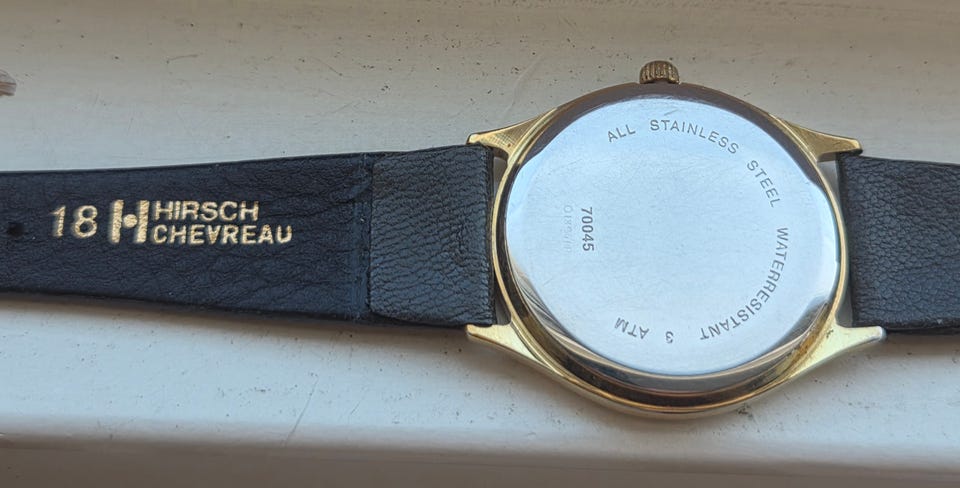 18 H HIRSCH
CHEVREAU
ALL STAINLESS STEEL WATERRESISTANT 3 ATM
70045